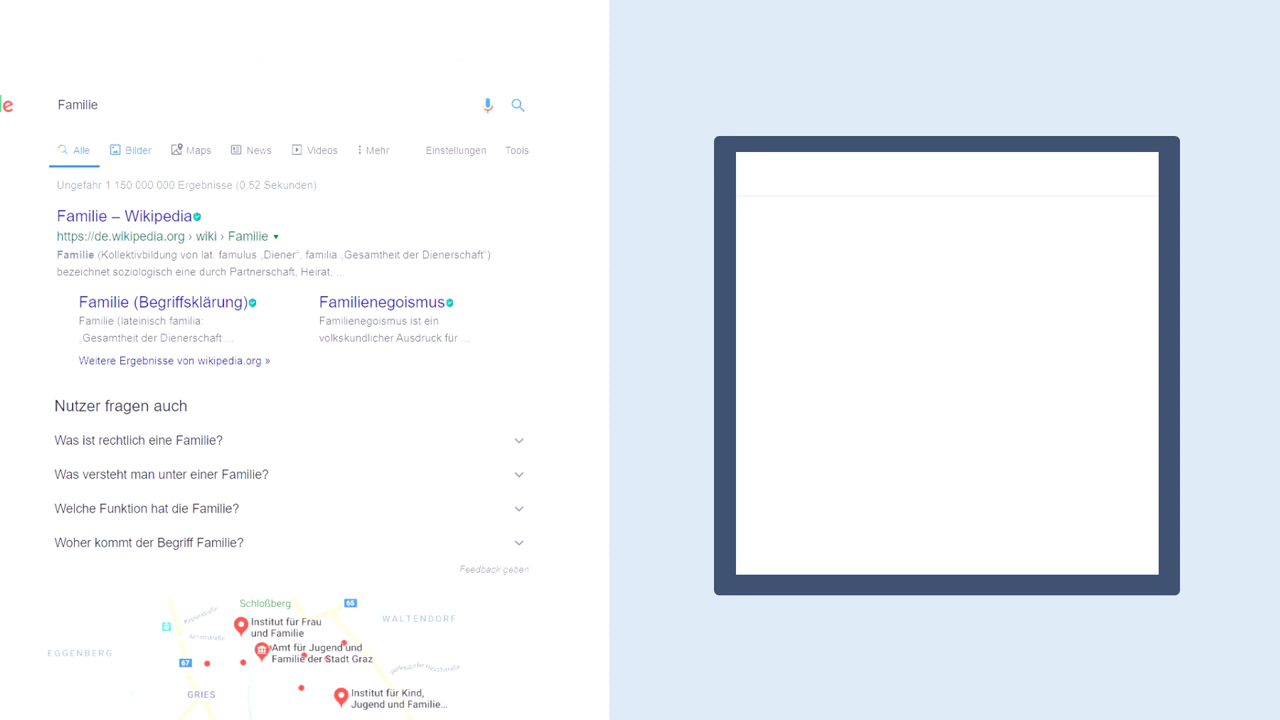 le
Familie
Alle Bilder Maps News Videos Mehr Einstellungen Tools
Ungefähr 1 150 000 000 Ergebnisse (0,52 Sekunden)
Familie – Wikipedia
https://de.wikipedia.org › wiki › Familie
Familie (Kollektivbildung von lat. famulus „Diener“. familia „Gesamtheit der Dienerschaft“)
bezeichnet soziologisch eine durch Partnerschaft, Heirat, ...
Familie (Begriffsklärung)
Familie (lateinisch familia:
„Gesamtheit der Dienerschaft ...
Familienegoismus
Familienegoismus ist ein
volkskundlicher Ausdruck für ...
Weitere Ergebnisse von wikipedia.org »
Nutzer fragen auch
Was ist rechtlich eine Familie?
Was versteht man unter einer Familie?
Welche Funktion hat die Familie?
Woher kommt der Begriff Familie?
Feedback geben
Schloßberg
65
WALTENDORF
Institut für Frau
und Familie
Amt für Jugend und
Familie der Stadt Graz
EGGENBERG
67
GRIES
Institut für Kind,
Jugend und Familie...